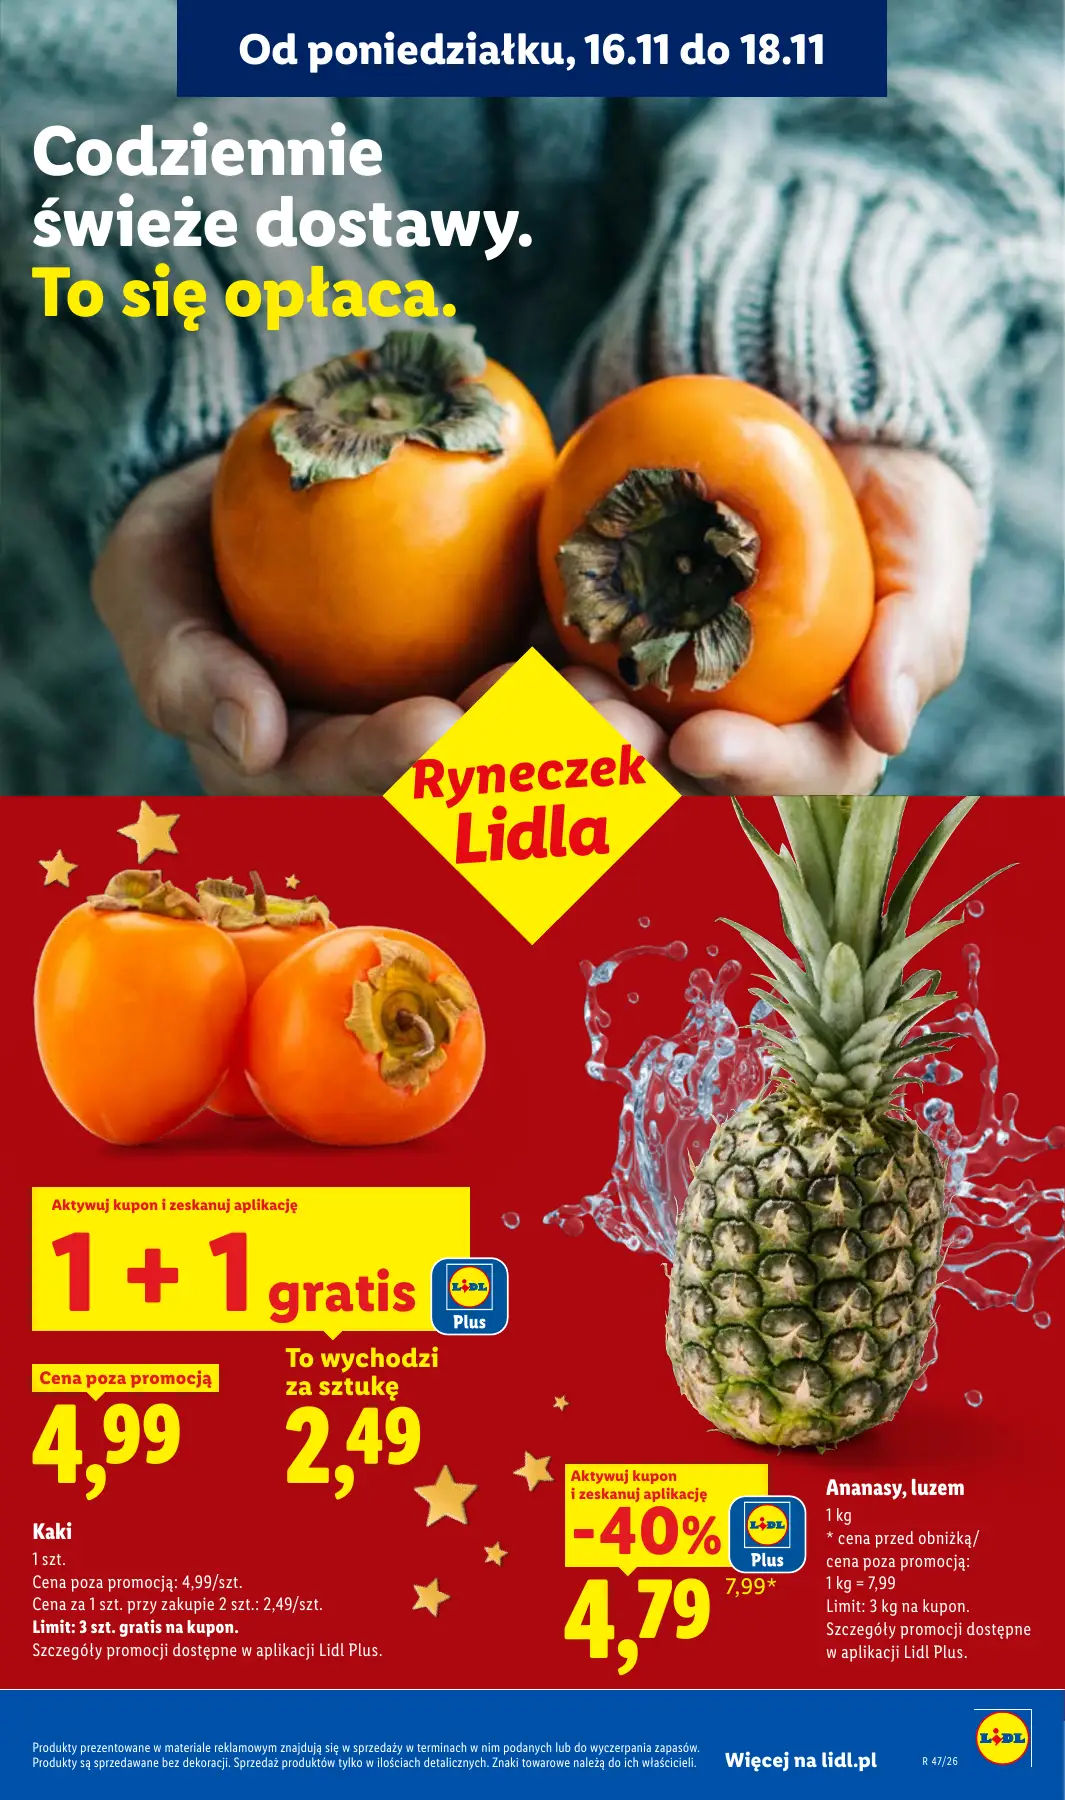 Od poniedziałku, 16.11 do 18.11
Codziennie
świeże dostawy.
To się opłaca.
Ryneczek
Lidla
Aktywuj kupon i zeskanuj aplikację
1 + 1 gratis
LIDL
Plus
To wychodzi
za sztukę
2,49
Cena poza promocją
4,99
Kaki
1 szt.
Cena poza promocją: 4,99/szt.
Cena za 1 szt. przy zakupie 2 szt.: 2,49/szt.
Limit: 3 szt. gratis na kupon.
Szczegóły promocji dostępne w aplikacji Lidl Plus.
Aktywuj kupon
i zeskanuj aplikację
-40%
LIDL
Plus
7,99*
4,79
Ananasy, luzem
1 kg
* cena przed obniżką/
cena poza promocją:
1 kg = 7,99
Limit: 3 kg na kupon.
Szczegóły promocji dostępne
w aplikacji Lidl Plus.
Produkty prezentowane w materiale reklamowym znajdują się w sprzedaży w terminach w nim podanych lub do wyczerpania zapasów.
Produkty są sprzedawane bez dekoracji. Sprzedaż produktów tylko w ilościach detalicznych. Znaki towarowe należą do ich właścicieli.
Więcej na lidl.pl
R 47/26
LIDL